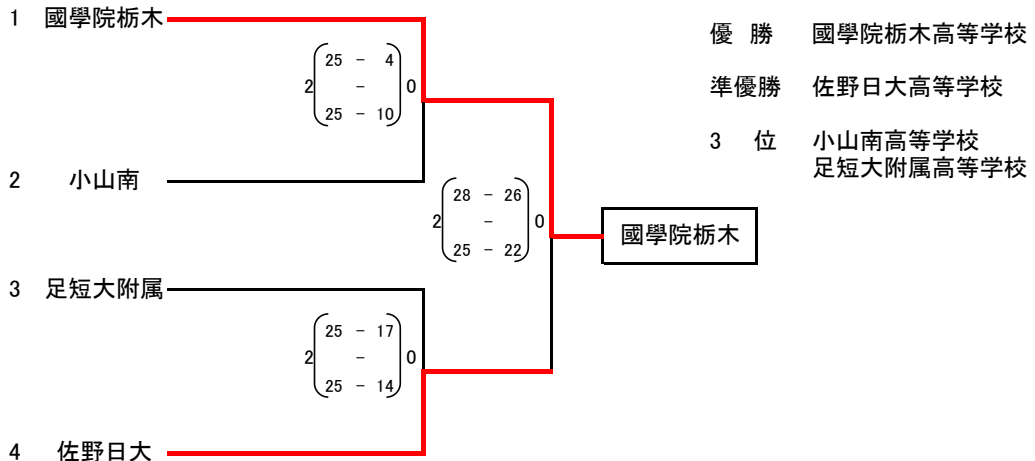 1 國學院栃木
2 0
25 - 4
-
25 - 10
2 小山南
2 0
28 - 26
-
25 - 22
國學院栃木
3 足短大附属
2 0
25 - 17
-
25 - 14
4 佐野日大
優 勝 國學院栃木高等学校
準優勝 佐野日大高等学校
3 位 小山南高等学校
足短大附属高等学校